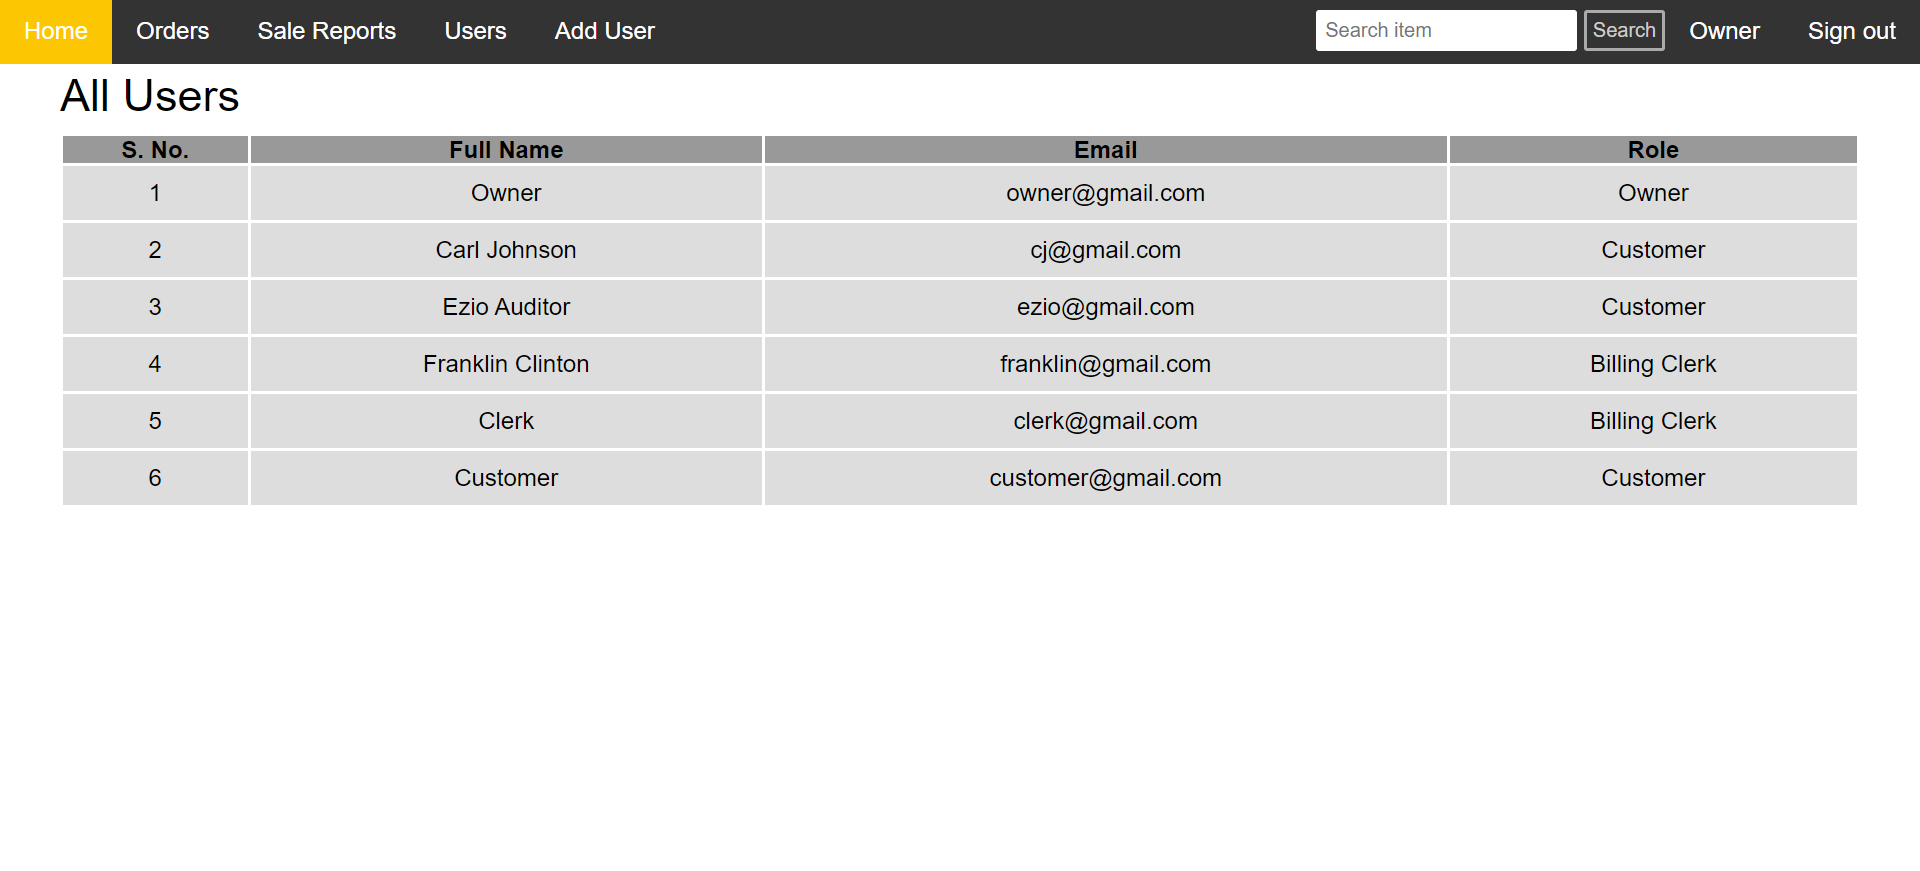 Home Orders Sale Reports Users Add User Search item Search Owner Sign out
All Users
S. No. Full Name Email Role
1 Owner owner@gmail.com Owner
2 Carl Johnson cj@gmail.com Customer
3 Ezio Auditor ezio@gmail.com Customer
4 Franklin Clinton franklin@gmail.com Billing Clerk
5 Clerk clerk@gmail.com Billing Clerk
6 Customer customer@gmail.com Customer